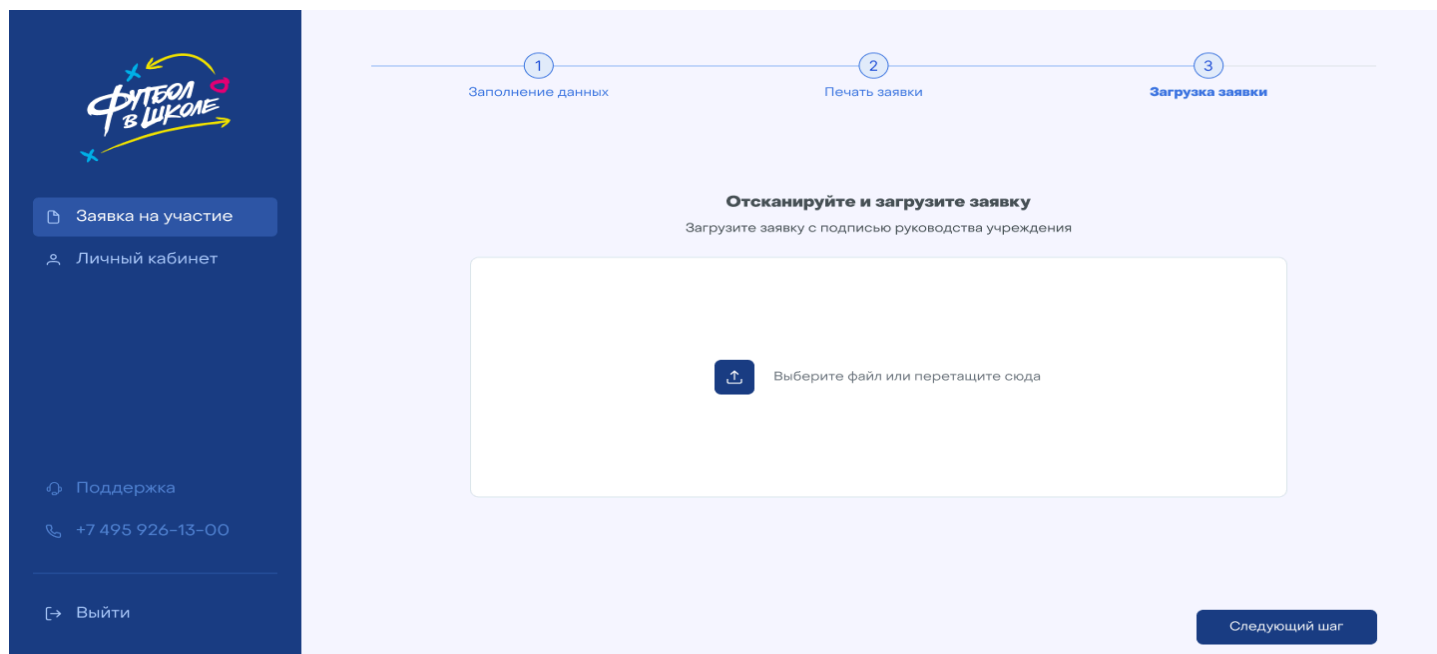 ФУТБОЛ
В ШКОЛЕ
Заявка на участие
Личный кабинет
Поддержка
+7 495 926-13-00
Выйти
1
Заполнение данных
2
Печать заявки
3
Загрузка заявки
Отсканируйте и загрузите заявку
Загрузите заявку с подписью руководства учреждения
Выберите файл или перетащите сюда
Следующий шаг